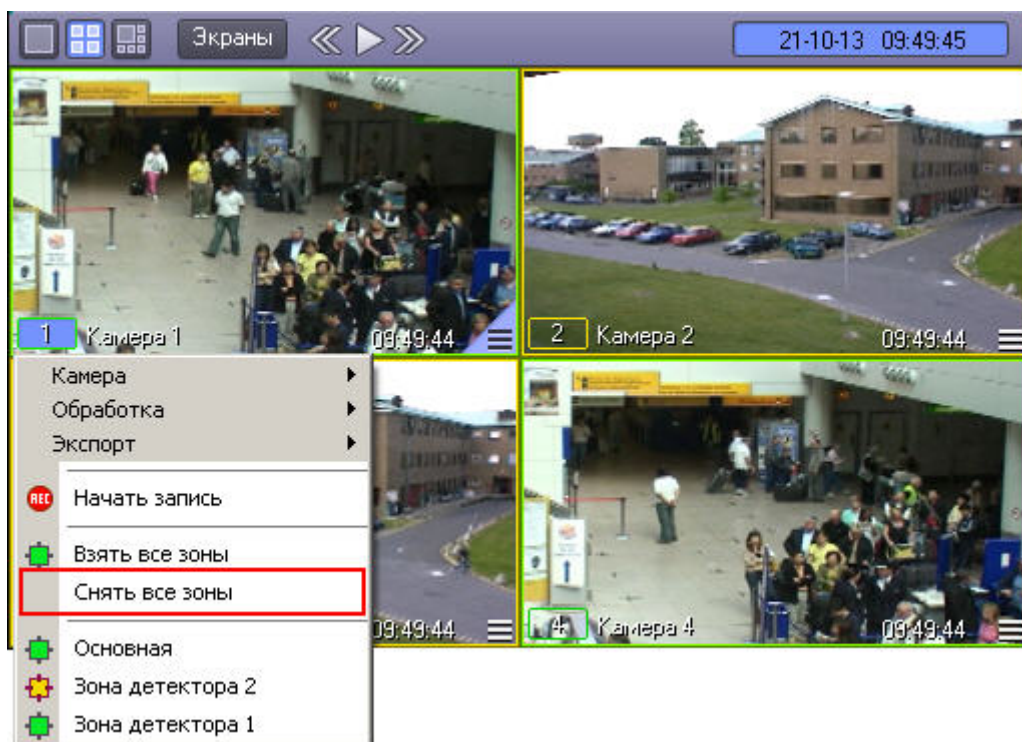 Экраны
21-10-13 09:49:45
1 Камера 1 09:49:44
2 Камера 2 09:49:44
Камера
Обработка
Экспорт
REC Начать запись
Взять все зоны
Снять все зоны
Основная
Зона детектора 2
Зона детектора 1
09:49:44
4 Камера 4 09:49:44